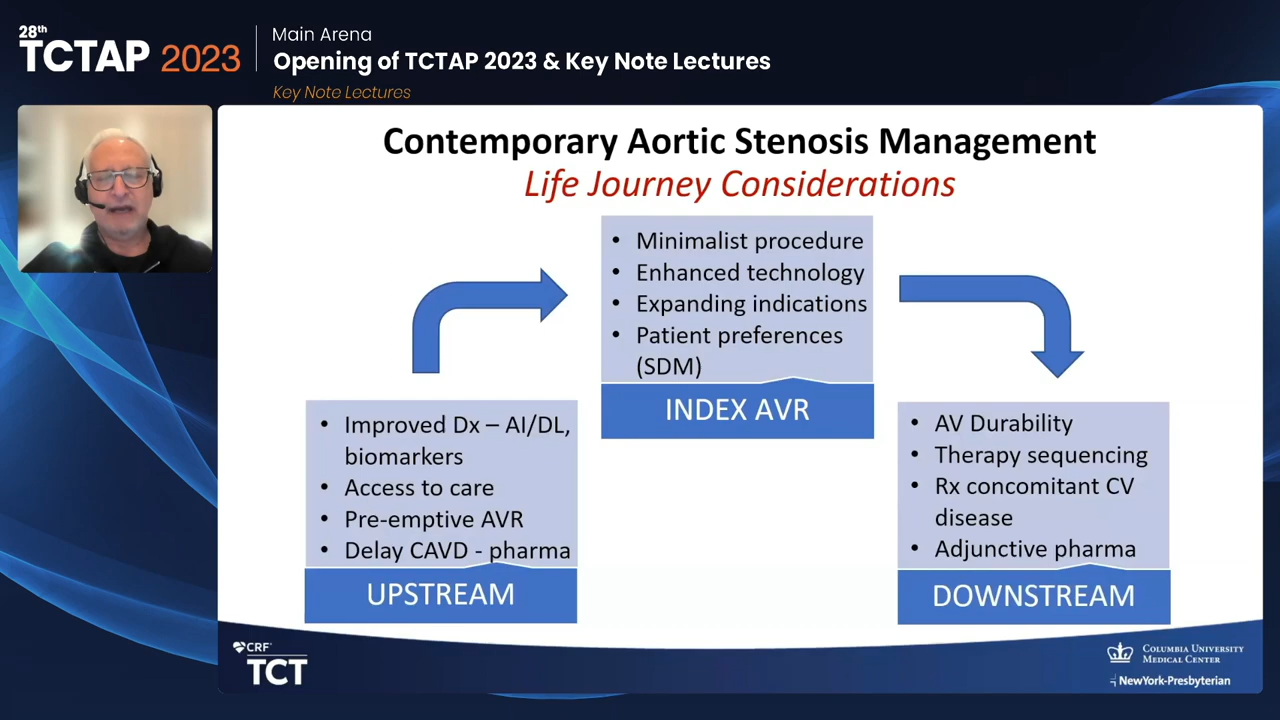 28th
TCTAP 2023
Main Arena
Opening of TCTAP 2023 & Key Note Lectures
Key Note Lectures
Contemporary Aortic Stenosis Management
Life Journey Considerations
• Minimalist procedure
• Enhanced technology
• Expanding indications
• Patient preferences
(SDM)
INDEX AVR
• Improved Dx – AI/DL,
biomarkers
• Access to care
• Pre-emptive AVR
• Delay CAVD - pharma
UPSTREAM
• AV Durability
• Therapy sequencing
• Rx concomitant CV
disease
• Adjunctive pharma
DOWNSTREAM
CRF
TCT
COLUMBIA UNIVERSITY
MEDICAL CENTER
NewYork-Presbyterian